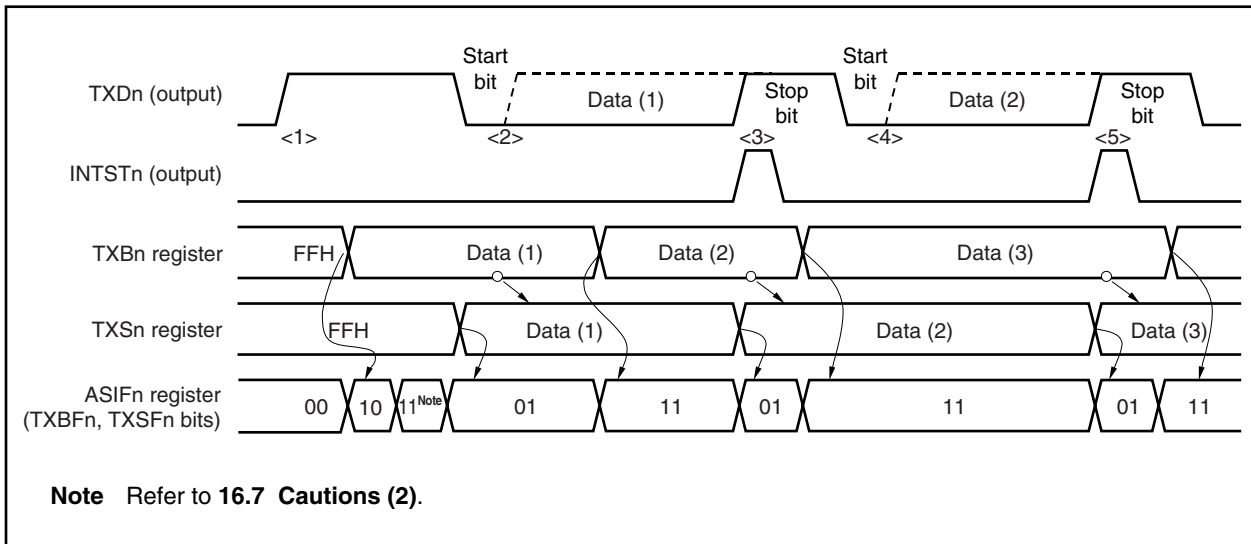 Start
bit
Start
bit
TXDn (output)
Data (1)
Stop
bit
Data (2)
Stop
bit
<1>
<2>
<3>
<4>
<5>
INTSTn (output)
TXBn register
FFH
Data (1)
Data (2)
Data (3)
TXSn register
FFH
Data (1)
Data (2)
Data (3)
ASIFn register
(TXBFn, TXSFn bits)
00
10
11 Note
01
11
01
11
01
11
Note Refer to 16.7 Cautions (2).